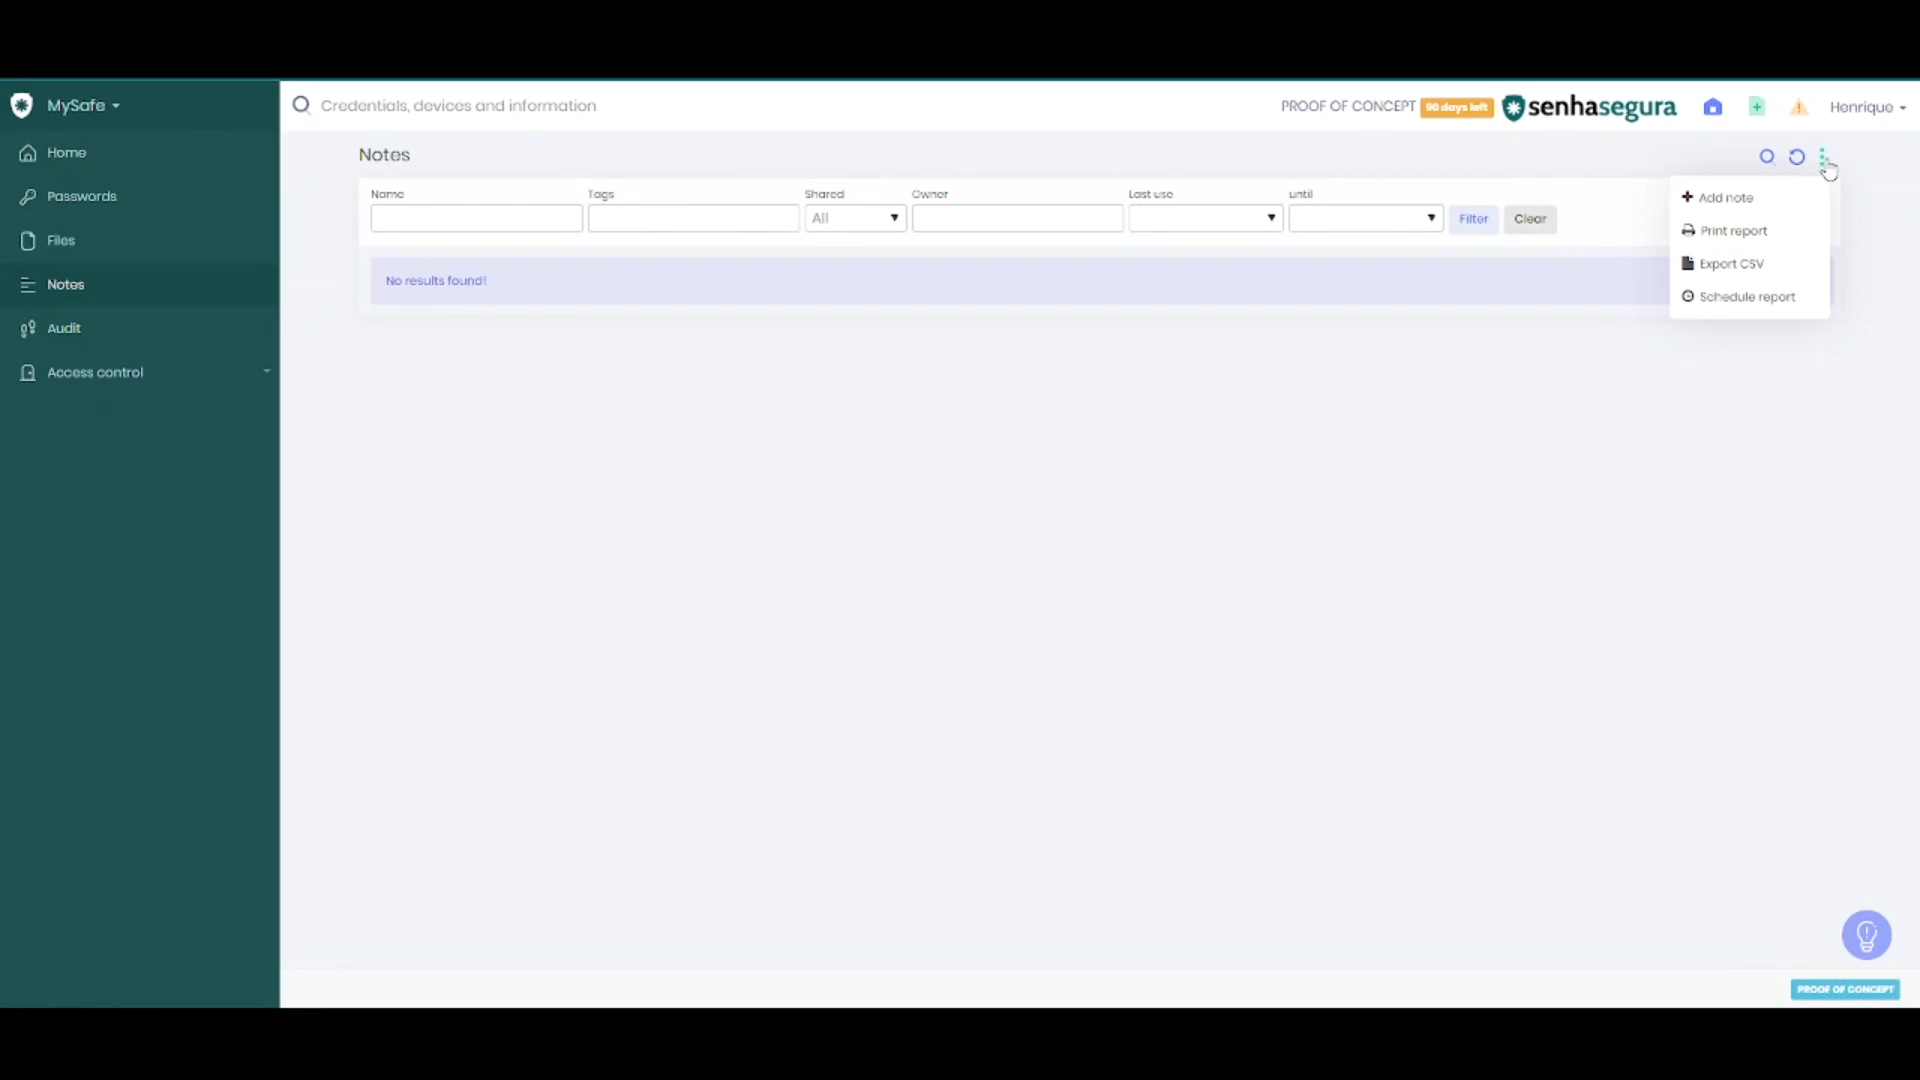 MySafe
Credentials, devices and information
PROOF OF CONCEPT 90 days left senhasegura Henrique
Home
Passwords
Files
Notes
Audit
Access control
Notes
Name Tags Shared Owner Last use until
All Filter Clear
No results found!
Add note
Print report
Export CSV
Schedule report
PROOF OF CONCEPT